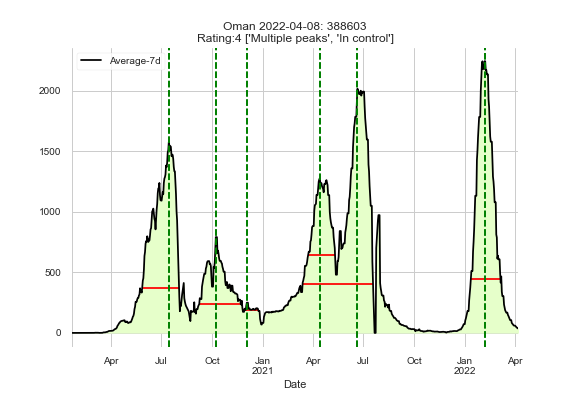 Oman 2022-04-08: 388603
Rating:4 ['Multiple peaks', 'In control']
Average-7d
2000
1500
1000
500
0
Apr Jul Oct Jan Apr Jul Oct Jan Apr
2021 2022
Date